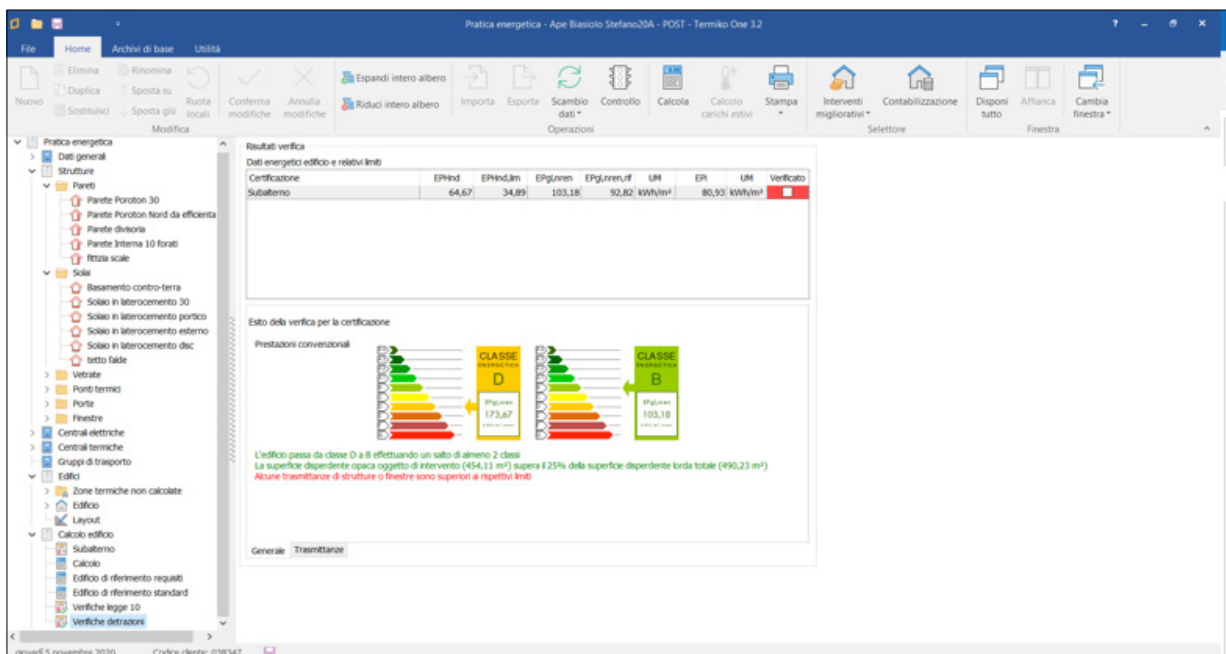 Pratica energetica - Ape Biasiolo Stefano20A - POST - Termiko One 3.2
File Home Archivi di base Utilità
Nuovo
Elimina
Duplica
Sostituisci
Rinomina
Sposta su
Sposta giù
Ruota locali
Modifica
Conferma modifiche
Annulla modifiche
Espandi intero albero
Riduci intero albero
Importa
Esporta
Scambio dati
Controllo
Calcola
Calcolo carichi estivi
Stampa
Operazioni
Interventi migliorativi
Contabilizzazione
Selettore
Disponi tutto
Affianca
Cambia finestra
Finestra
Pratica energetica
Dati generali
Strutture
Pareti
Parete Poroton 30
Parete Poroton Nord da efficienta
Parete divisoria
Parete Interna 10 forati
fittizia scale
Solai
Basamento contro-terra
Solaio in laterocemento 30
Solaio in laterocemento portico
Solaio in laterocemento esterno
Solaio in laterocemento disc
tetto falde
Vetrate
Ponti termici
Porte
Finestre
Centrali elettriche
Centrali termiche
Gruppi di trasporto
Edifici
Zone termiche non calcolate
Edificio
Layout
Calcolo edificio
Subalterno
Calcolo
Edificio di riferimento requisiti
Edificio di riferimento standard
Verifiche legge 10
Verifiche detrazioni
Risultati verifica
Dati energetici edificio e relativi limiti
Certificazione EPHnd EPHnd,lim EPgl,nren EPgl,nren,rif UM EPi UM Verificato
Subalterno 64,67 34,89 103,18 92,82 kWh/m² 80,93 kWh/m²
Esito della verifica per la certificazione
Prestazioni convenzionali
CLASSE
ENERGETICA
D
EPgl,nren
173,67
CLASSE
ENERGETICA
B
EPgl,nren
103,18
L'edificio passa da classe D a B effettuando un salto di almeno 2 classi
La superficie disperdente opaca oggetto di intervento (454,11 m²) supera il 25% della superficie disperdente lorda totale (490,23 m²)
Alcune trasmittanze di strutture o finestre sono superiori ai rispettivi limiti
Generale Trasmittanze
giovedì 5 novembre 2020 Codice cliente: 038347